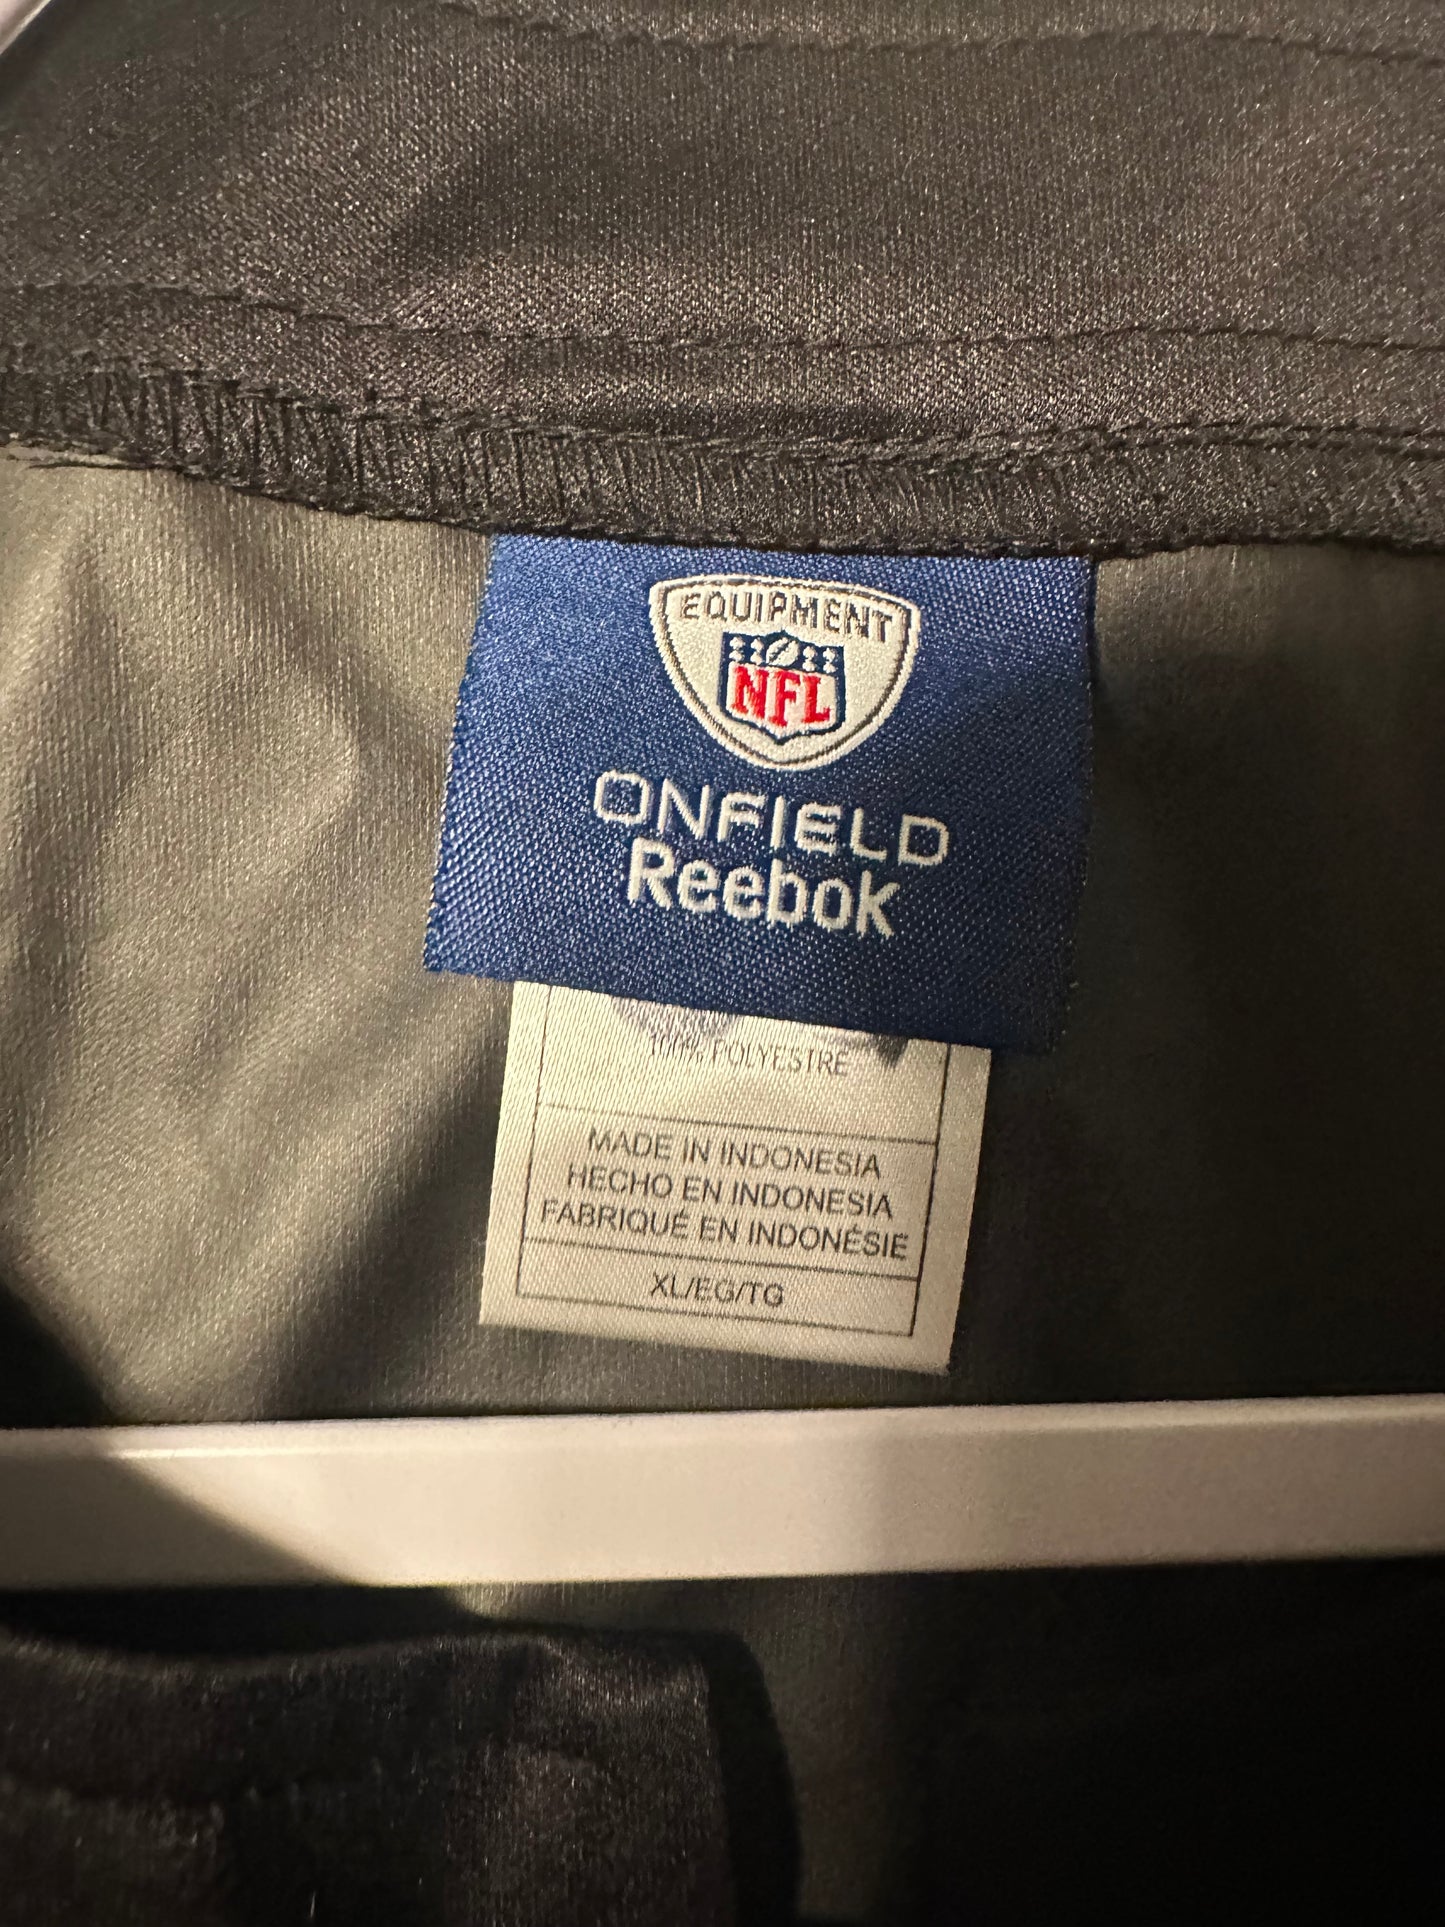 EQUIPMENT
NFL
ONFIELD
Reebok
100% POLYESTRE
MADE IN INDONESIA
HECHO EN INDONESIA
FABRIQUÉ EN INDONÉSIE
XL/EG/TG